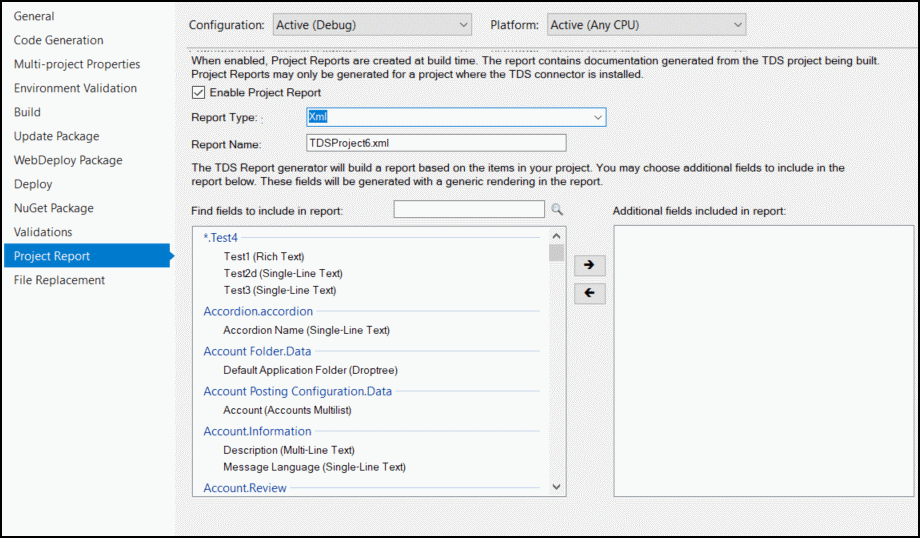 General
Code Generation
Multi-project Properties
Environment Validation
Build
Update Package
WebDeploy Package
Deploy
NuGet Package
Validations
Project Report
File Replacement
Configuration: Active (Debug) Platform: Active (Any CPU)
When enabled, Project Reports are created at build time. The report contains documentation generated from the TDS project being built.
Project Reports may only be generated for a project where the TDS connector is installed.
Enable Project Report
Report Type: : Xml
Report Name: TDSProject6.xml
The TDS Report generator will build a report based on the items in your project. You may choose additional fields to include in the
report below. These fields will be generated with a generic rendering in the report.
Find fields to include in report: Additional fields included in report:
*.Test4
Test1 (Rich Text)
Test2d (Single-Line Text)
Test3 (Single-Line Text)
Accordion.accordion
Accordion Name (Single-Line Text)
Account Folder.Data
Default Application Folder (Droptree)
Account Posting Configuration.Data
Account (Accounts Multilist)
Account.Information
Description (Multi-Line Text)
Message Language (Single-Line Text)
Account.Review